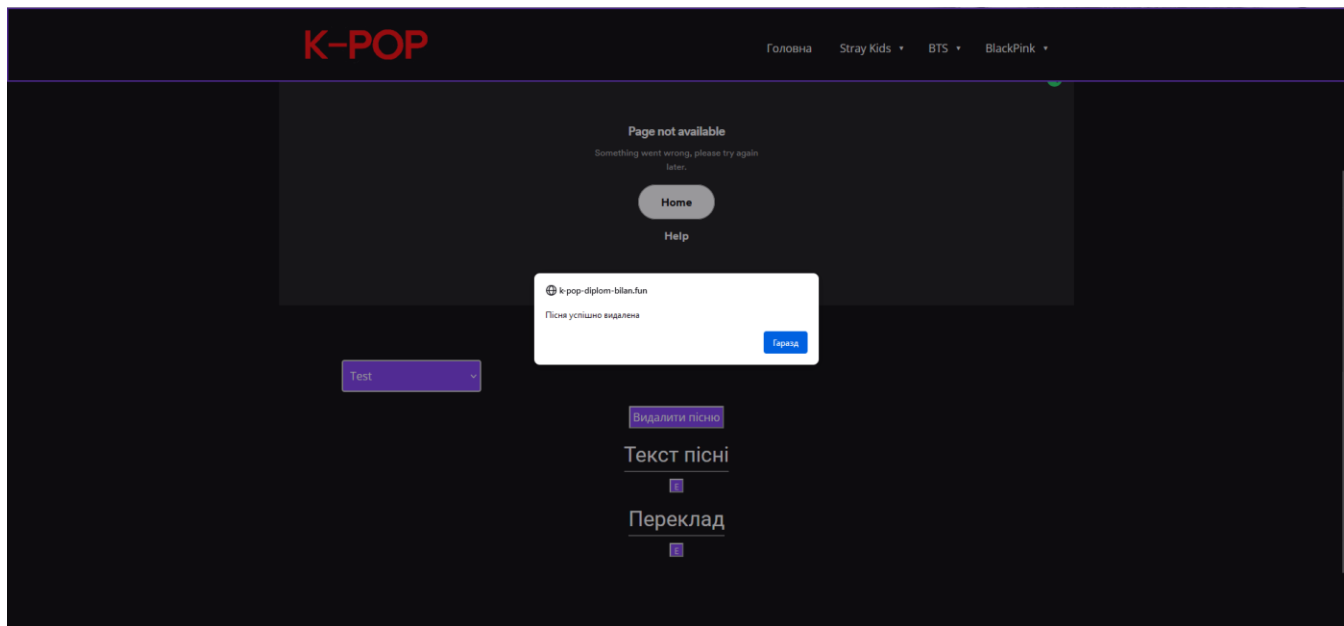 K-POP
Головна Stray Kids BTS BlackPink
Page not available
Something went wrong, please try again
later.
Home
Help
k-pop-diplom-bilan.fun
Пісня успішно видалена
Гаразд
Test
Видалити пісню
Текст пісні
E
Переклад
E